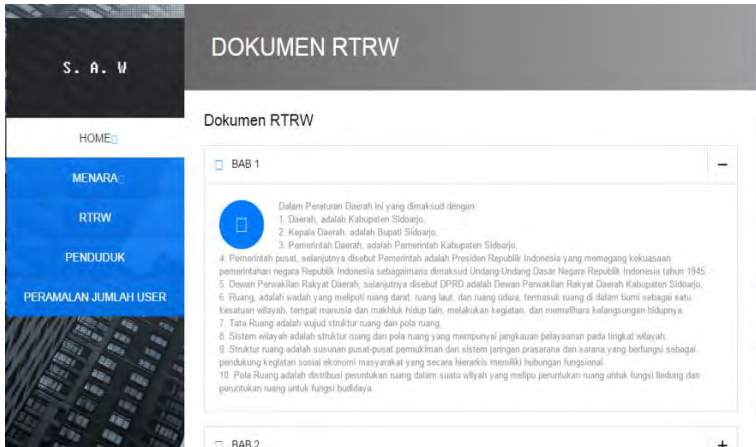 S. A. W
HOME
MENARA
RTRW
PENDUDUK
PERAMALAN JUMLAH USER
DOKUMEN RTRW
Dokumen RTRW
BAB 1
Dalam Peraturan Daerah ini yang dimaksud dengan
1. Daerah, adalah Kabupaten Sidoarjo,
2. Kepala Daerah, adalah Bupati Sidoarjo,
3. Pemerintah Daerah, adalah Pemerintah Kabupaten Sidoarjo,
4. Pemerintah pusat, selanjutnya disebut Pemerintah adalah Presiden Republik Indonesia yang memegang kekuasaan
pemerintahan negara Republik Indonesia sebagaimana dimaksud Undang-Undang Dasar Negara Republik Indonesia tahun 1945.
5. Dewan Perwakilan Rakyat Daerah, selanjutnya disebut DPRD adalah Dewan Perwakilan Rakyat Daerah Kabupaten Sidoarjo,
6. Ruang, adalah wadah yang meliputi ruang darat, ruang laut, dan ruang udara, termasuk ruang di dalam bumi sebagai satu
kesatuan wilayah, tempat manusia dan makhluk hidup lain, melakukan kegiatan, dan memelihara kelangsungan hidupnya;
7. Tata Ruang adalah wujud struktur ruang dan pola ruang.
8. Sistem wilayah adalah struktur ruang dan pola ruang yang mempunyai jangkauan pelayanan pada tingkat wilayah.
9. Struktur ruang adalah susunan pusat-pusat permukiman dan sistem jaringan prasarana dan sarana yang berfungsi sebagai
pendukung kegiatan sosial ekonomi masyarakat yang secara hierarkis memiliki hubungan fungsional.
10. Pola Ruang adalah distribusi peruntukan ruang dalam suatu wilyah yang melipu peruntukan ruang untuk fungsi lindung dan
peruntukan ruang untuk fungsi budidaya.
BAB 2